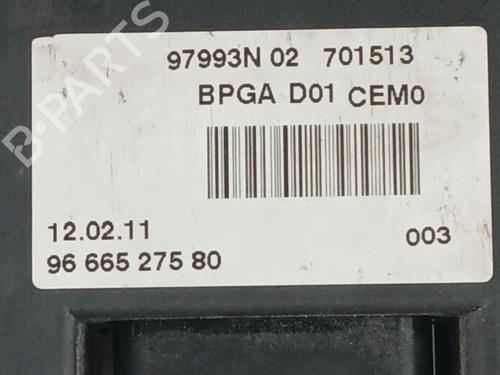 97993N 02 701513
BPGA D01 CEM0
12.02.11
003
96 665 275 80
B-PARTS